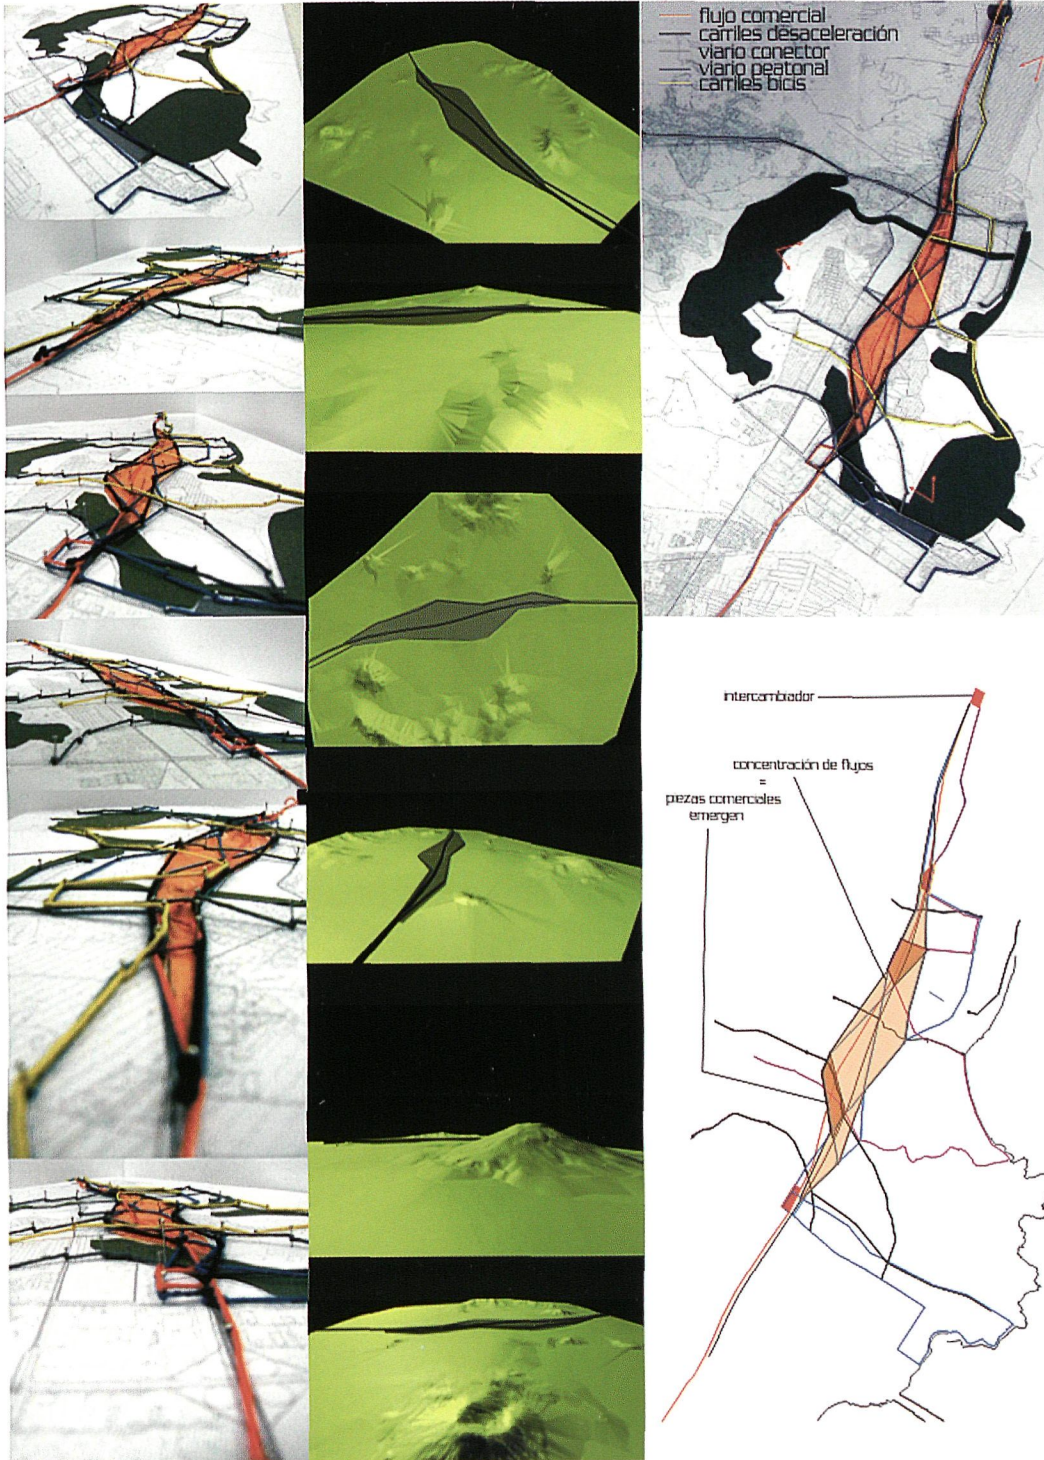 flujo comercial
carriles desaceleración
viario conector
viario peatonal
carriles bicis
intercambiador
concentración de flujos
=
piezas comerciales
emergen